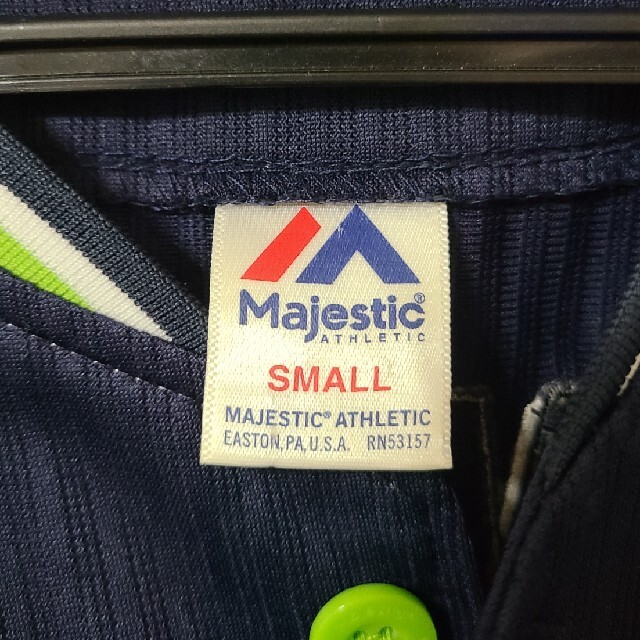 Majestic®
ATHLETIC
SMALL
MAJESTIC® ATHLETIC
EASTON, PA, U.S.A. RN53157